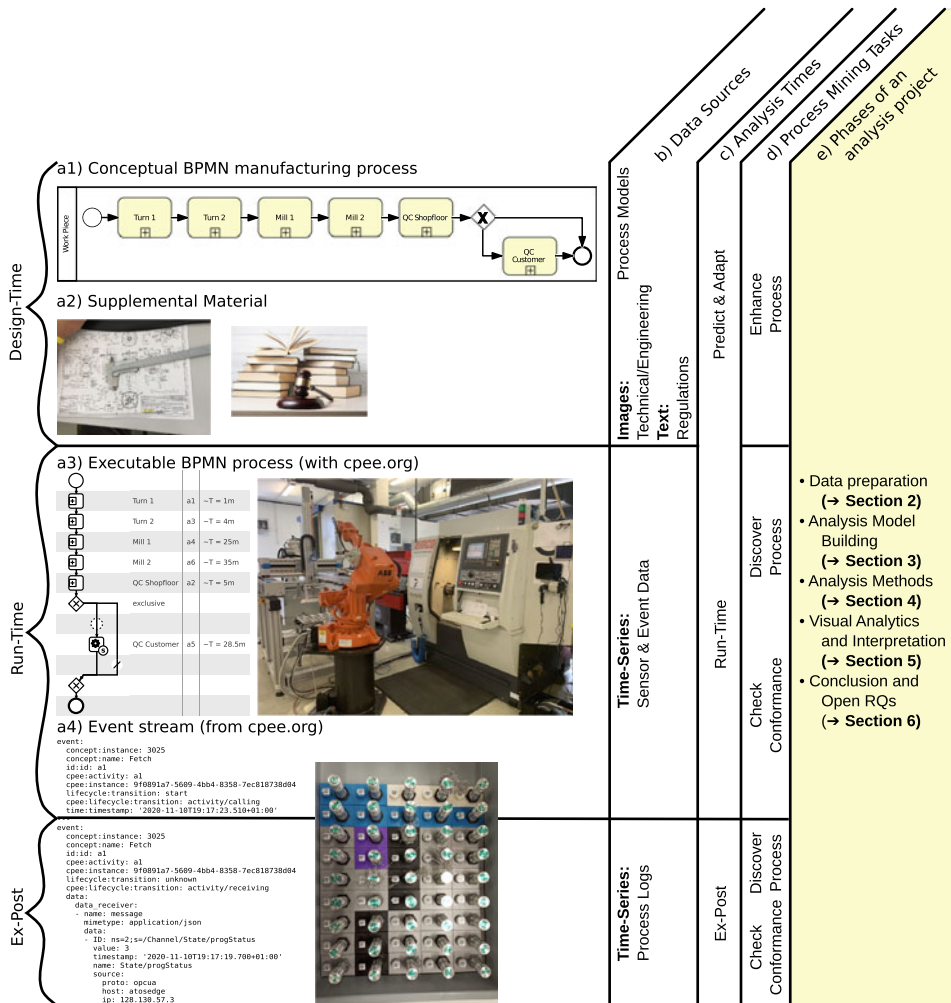 b) Data Sources
c) Analysis Times
d) Process Mining Tasks
e) Phases of an
analysis project
Design-Time
a1) Conceptual BPMN manufacturing process
Work Piece
Turn 1
Turn 2
Mill 1
Mill 2
QC Shopfloor
X
QC
Customer
a2) Supplemental Material
Process Models
Images:
Technical/Engineering
Text:
Regulations
Predict & Adapt
Enhance
Process
Run-Time
a3) Executable BPMN process (with cpee.org)
Turn 1 a1 ~T = 1m
Turn 2 a3 ~T = 4m
Mill 1 a4 ~T = 25m
Mill 2 a6 ~T = 35m
QC Shopfloor a2 ~T = 5m
exclusive
QC Customer a5 ~T = 28.5m
S
ABB
a4) Event stream (from cpee.org)
event:
concept:instance: 3025
concept:name: Fetch
id:id: a1
cpee:activity: a1
cpee:instance: 9f0891a7-5609-4bb4-8358-7ec818738d04
lifecycle:transition: start
cpee:lifecycle:transition: activity/calling
time:timestamp: '2020-11-10T19:17:23.510+01:00'
Time-Series:
Sensor & Event Data
Run-Time
Discover
Process
Check
Conformance
• Data preparation
(→ Section 2)
• Analysis Model
Building
(→ Section 3)
• Analysis Methods
(→ Section 4)
• Visual Analytics
and Interpretation
(→ Section 5)
• Conclusion and
Open RQs
(→ Section 6)
Ex-Post
...
event:
concept:instance: 3025
concept:name: Fetch
id:id: a1
cpee:activity: a1
cpee:instance: 9f0891a7-5609-4bb4-8358-7ec818738d04
lifecycle:transition: unknown
cpee:lifecycle:transition: activity/receiving
data:
data_receiver:
- name: message
mimetype: application/json
data:
- ID: ns=2;s=/Channel/State/progStatus
value: 3
timestamp: '2020-11-10T19:17:19.700+01:00'
name: State/progStatus
source:
proto: opcua
host: atosedge
ip: 128.130.57.3
Time-Series:
Process Logs
Ex-Post
Discover
Process
Check
Conformance